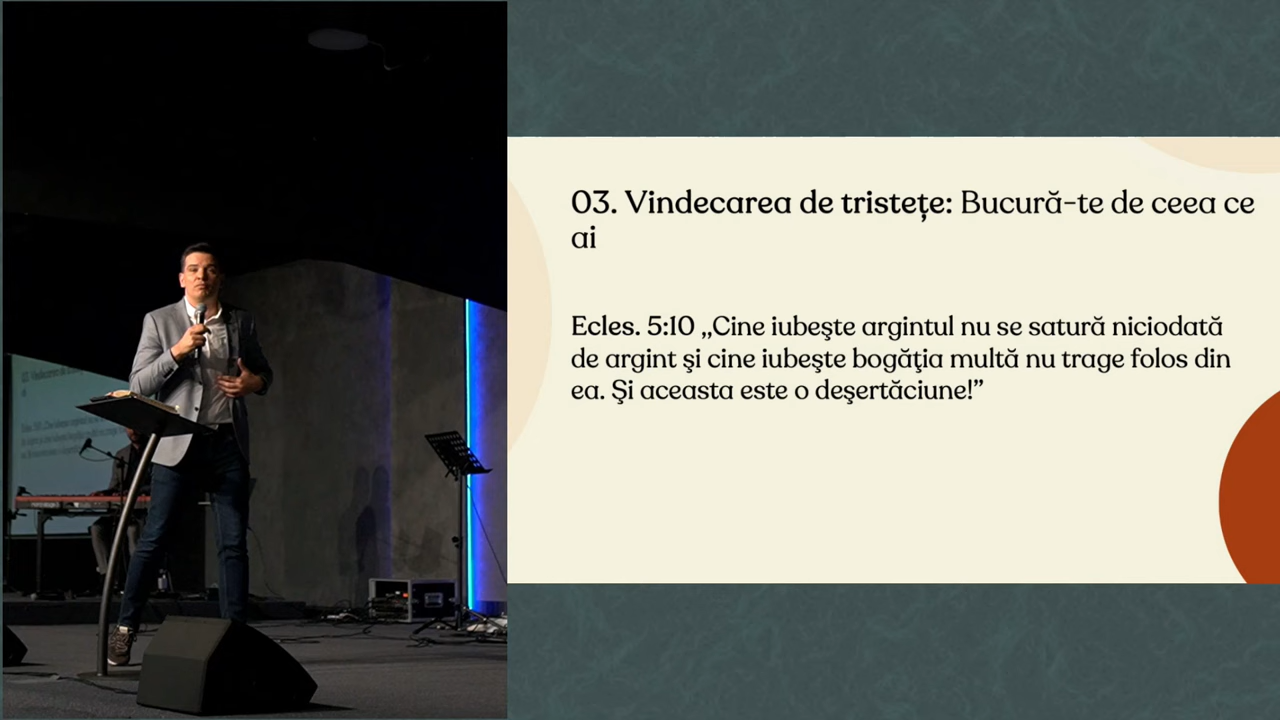 03. Vindecarea de tristețe: Bucură-te de ceea ce
ai
Ecles. 5:10 „Cine iubeşte argintul nu se satură niciodată
de argint şi cine iubeşte bogăţia multă nu trage folos din
ea. Şi aceasta este o deşertăciune!”